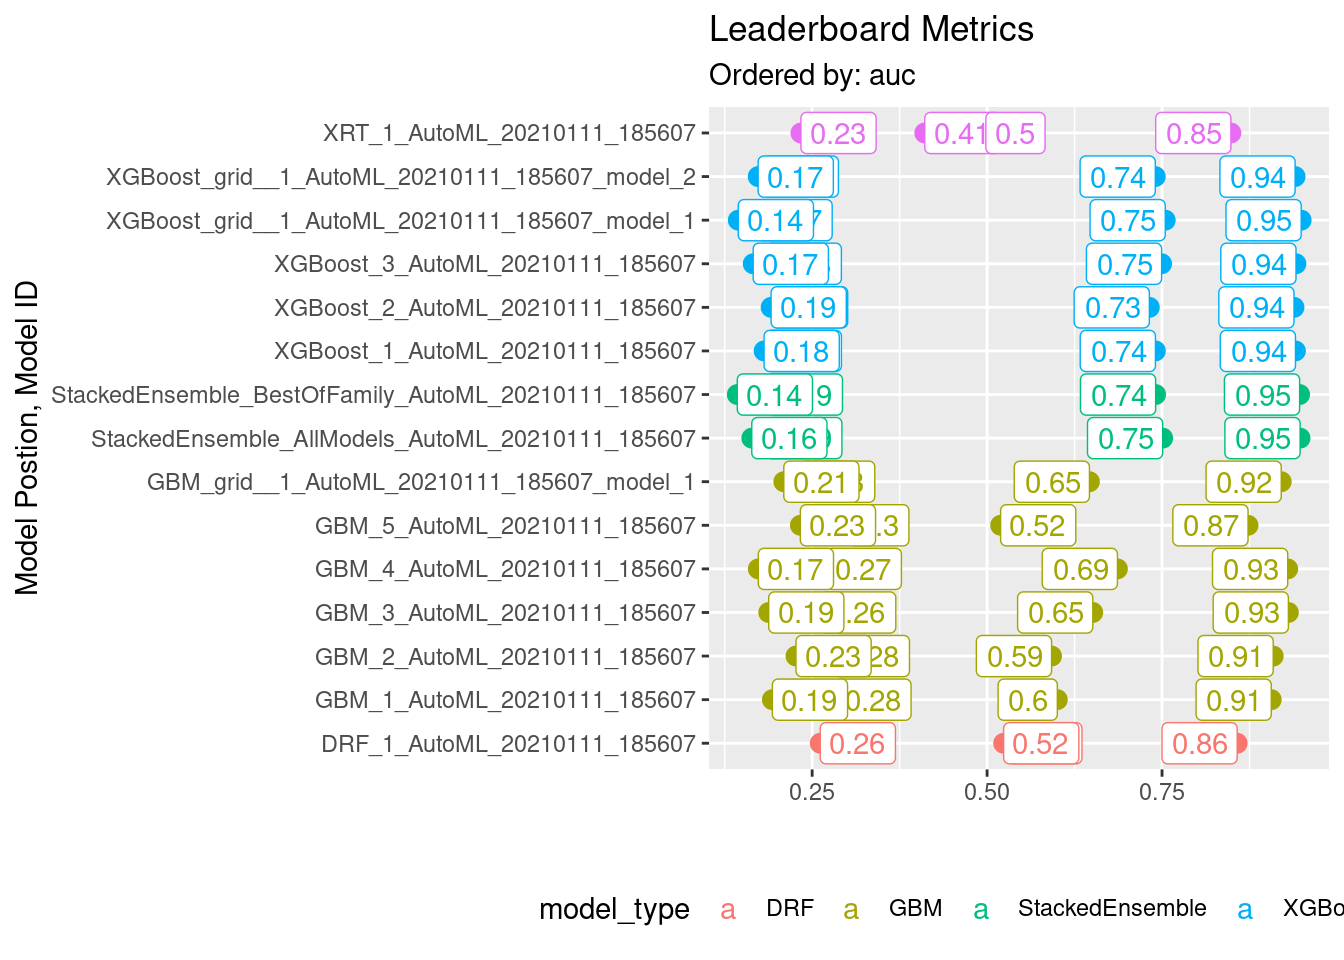 Leaderboard Metrics
Ordered by: auc
Model Postion, Model ID
XRT_1_AutoML_20210111_185607 0.23 0.41 0.5 0.85
XGBoost_grid__1_AutoML_20210111_185607_model_2 0.17 0.74 0.94
XGBoost_grid__1_AutoML_20210111_185607_model_1 0.14 7 0.75 0.95
XGBoost_3_AutoML_20210111_185607 0.17 0.75 0.94
XGBoost_2_AutoML_20210111_185607 0.19 0.73 0.94
XGBoost_1_AutoML_20210111_185607 0.18 0.74 0.94
StackedEnsemble_BestOfFamily_AutoML_20210111_185607 0.14 9 0.74 0.95
StackedEnsemble_AllModels_AutoML_20210111_185607 0.16 0.75 0.95
GBM_grid__1_AutoML_20210111_185607_model_1 0.21 0.65 0.92
GBM_5_AutoML_20210111_185607 0.23 .3 0.52 0.87
GBM_4_AutoML_20210111_185607 0.17 0.27 0.69 0.93
GBM_3_AutoML_20210111_185607 0.19 .26 0.65 0.93
GBM_2_AutoML_20210111_185607 0.23 28 0.59 0.91
GBM_1_AutoML_20210111_185607 0.19 0.28 0.6 0.91
DRF_1_AutoML_20210111_185607 0.26 0.52 0.86
0.25 0.50 0.75
model_type a DRF a GBM a StackedEnsemble a XGBo